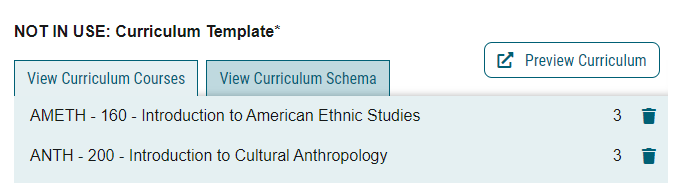 NOT IN USE: Curriculum Template*
Preview Curriculum
View Curriculum Courses View Curriculum Schema
AMETH - 160 - Introduction to American Ethnic Studies 3
ANTH - 200 - Introduction to Cultural Anthropology 3